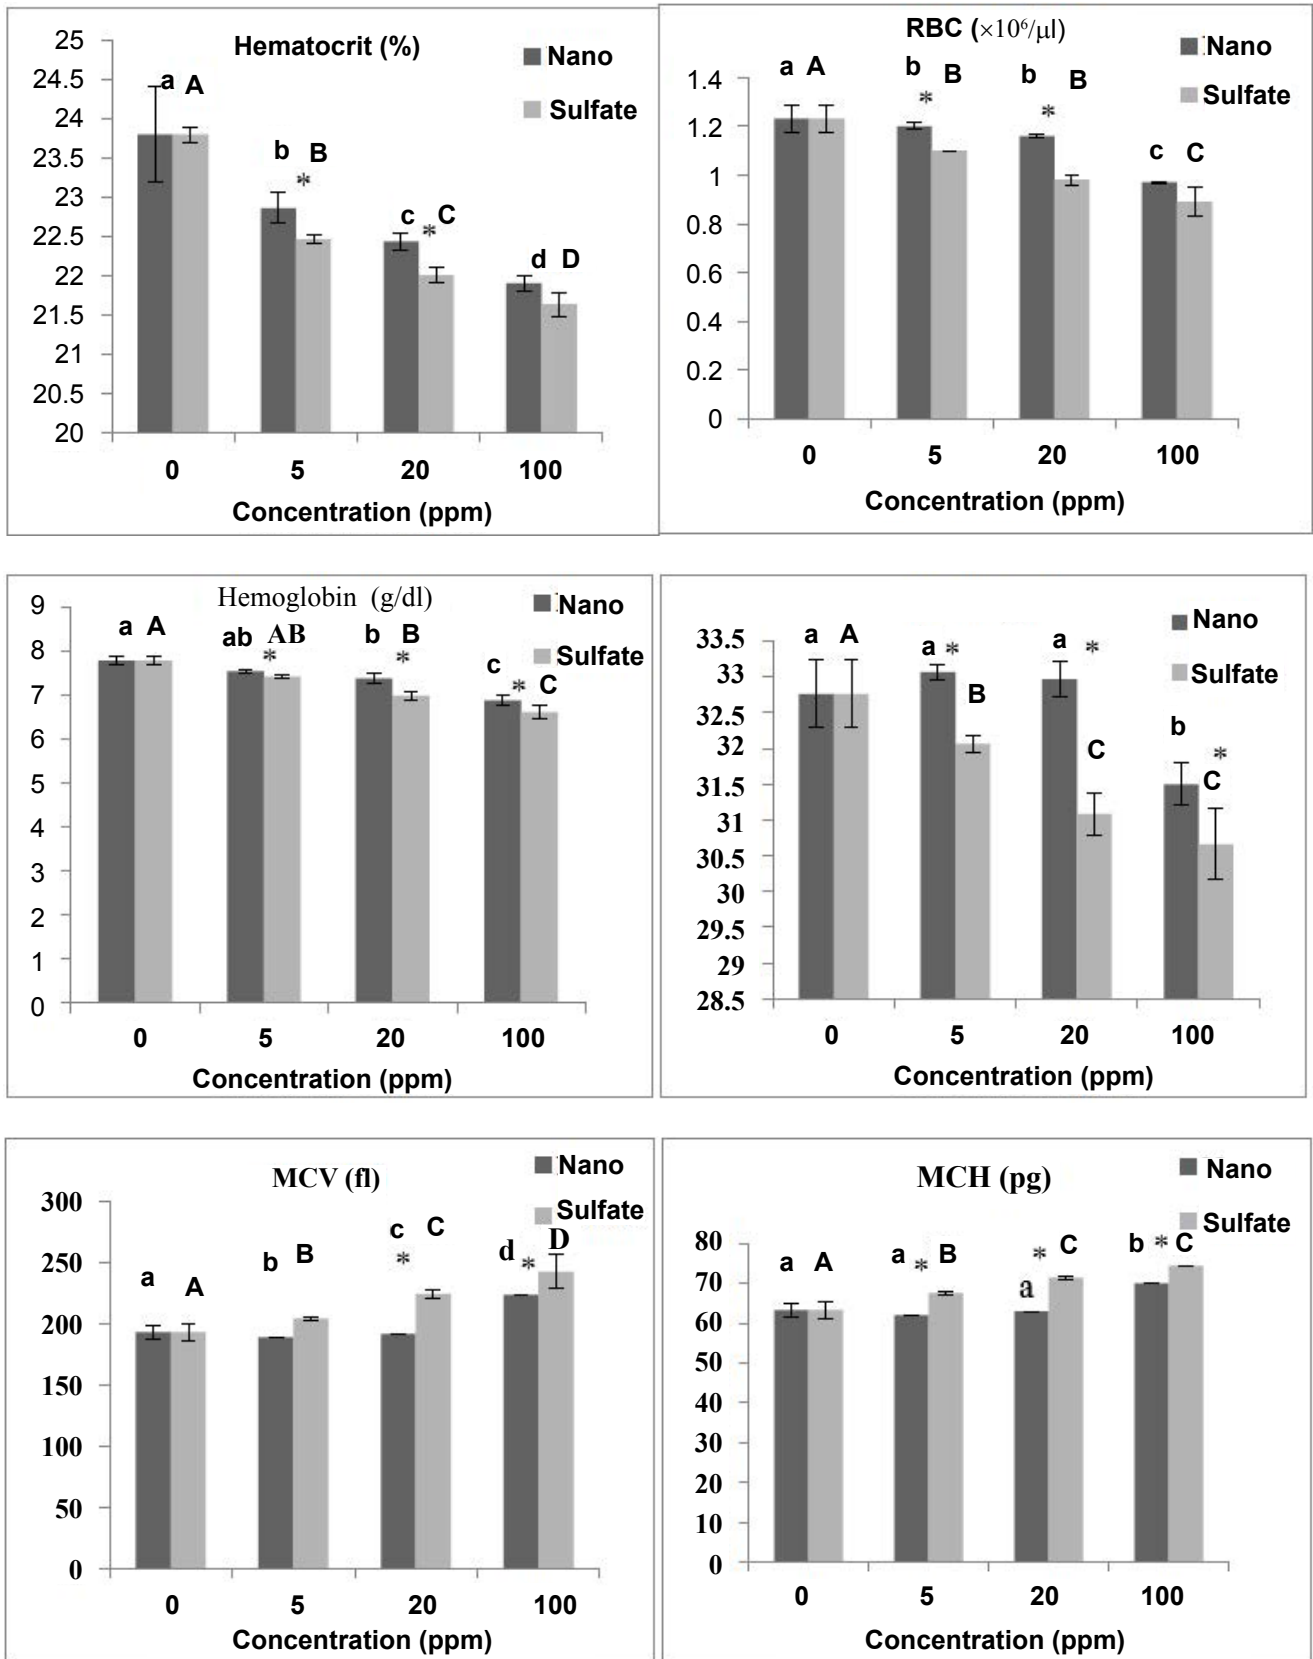 Hematocrit (%)
Nano
Sulfate
25
24.5
24
23.5
23
22.5
22
21.5
21
20.5
20
a A
b B
*
c * C
d D
0 5 20 100
Concentration (ppm)
RBC (×10⁶/µl)
Nano
Sulfate
1.4
1.2
1
0.8
0.6
0.4
0.2
0
a A
b B
*
b B
*
c C
0 5 20 100
Concentration (ppm)
Hemoglobin (g/dl)
Nano
Sulfate
9
8
7
6
5
4
3
2
1
0
a A
ab AB
*
b B
*
c * C
0 5 20 100
Concentration (ppm)
Nano
Sulfate
33.5
33
32.5
32
31.5
31
30.5
30
29.5
29
28.5
a A
a *
B
a *
C
b
*
C
0 5 20 100
Concentration (ppm)
MCV (fl)
Nano
Sulfate
300
250
200
150
100
50
0
a A
b B
c C
*
d * D
0 5 20 100
Concentration (ppm)
MCH (pg)
Nano
Sulfate
80
70
60
50
40
30
20
10
0
a A
a * B
* C
a
b * C
0 5 20 100
Concentration (ppm)